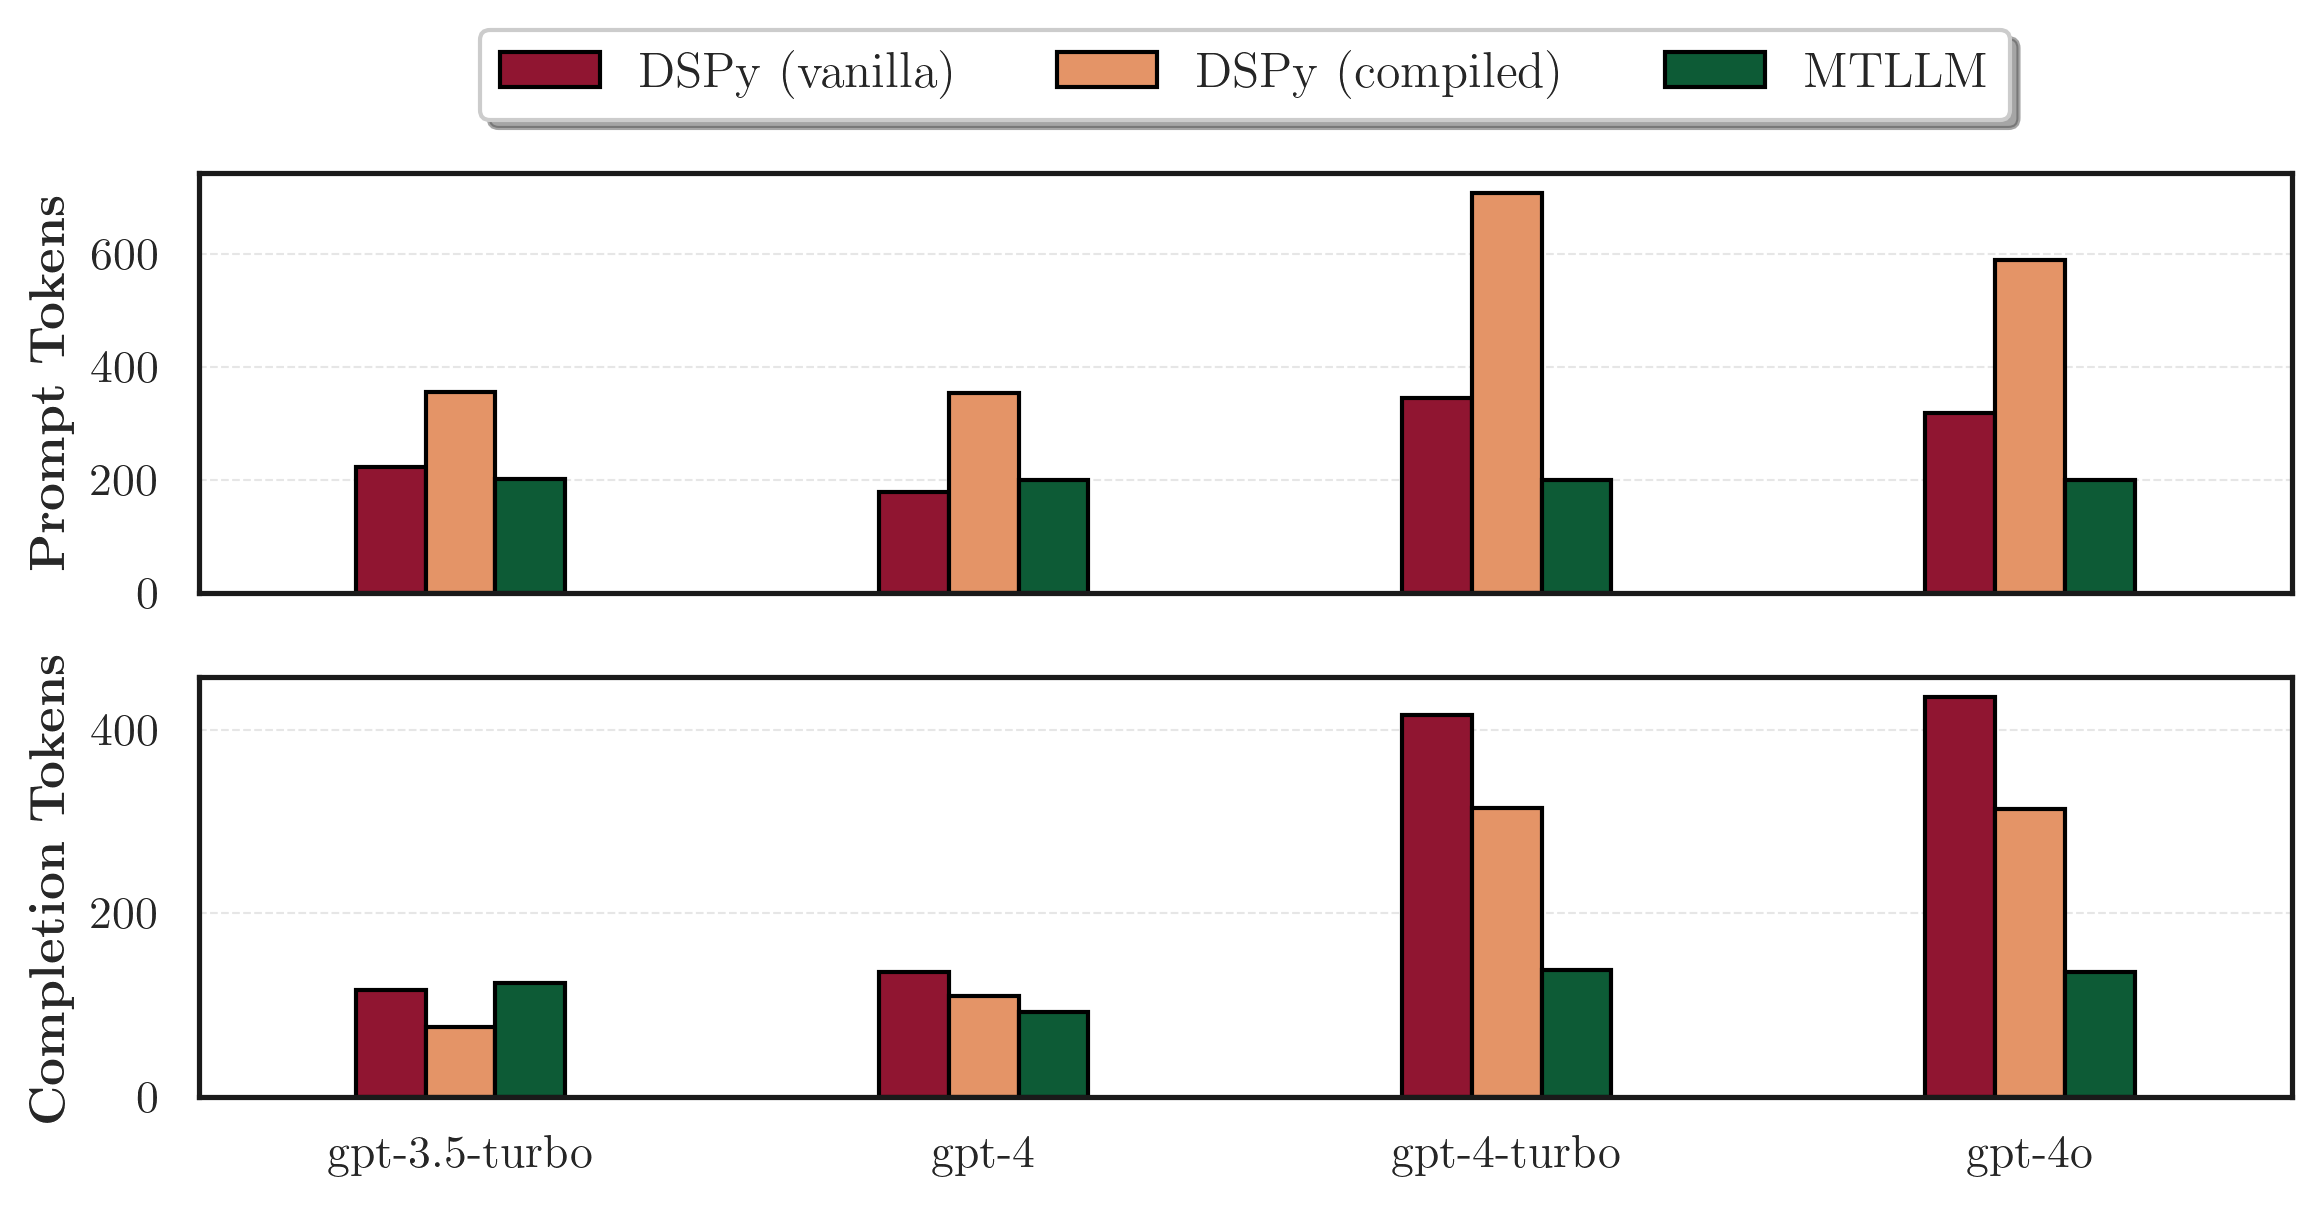 DSPy (vanilla) DSPy (compiled) MTLLM
Prompt Tokens
600
400
200
0
Completion Tokens
400
200
0
gpt-3.5-turbo gpt-4 gpt-4-turbo gpt-4o